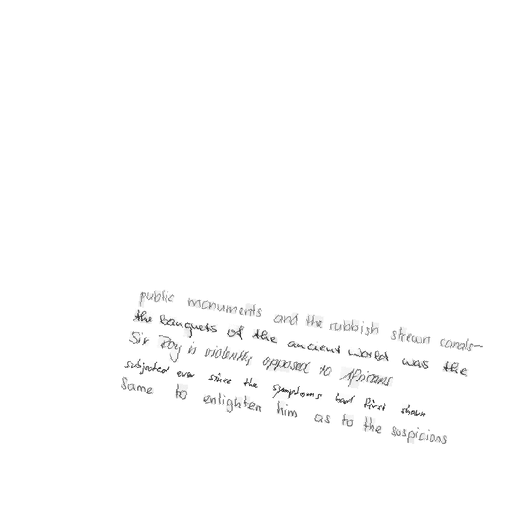 public monuments and the rubbish strewn canals-
the banquets of the ancient world was the
Sir Roy is violently opposed to Africans
subjected ever since the symptoms had first shown
Same to enlighten him as to the suspicions